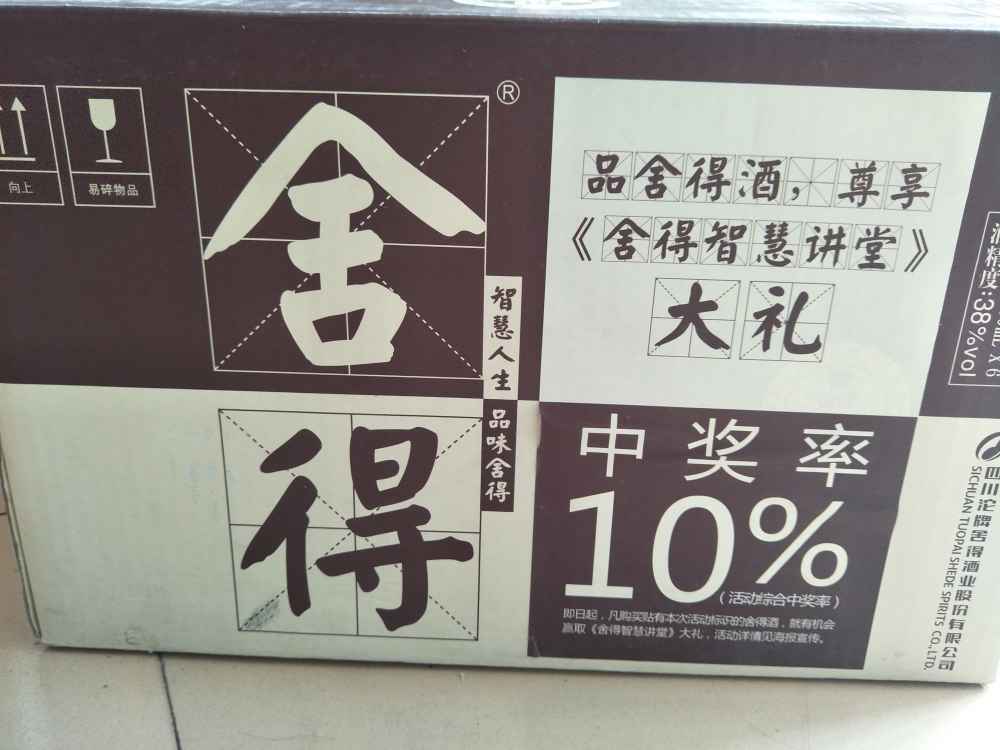 向上
易碎物品
舍得®
智慧人生
品味舍得
品舍得酒，尊享
《舍得智慧讲堂》
大礼
中奖率
10%
(活动综合中奖率)
即日起，凡购买贴有本次活动标识的舍得酒，就有机会
赢取《舍得智慧讲堂》大礼，活动详情见海报宣传。
酒精度:38%vol
四川沱牌舍得酒业股份有限公司
SICHUAN TUOPAI SHEDE SPIRITS CO.,LTD.